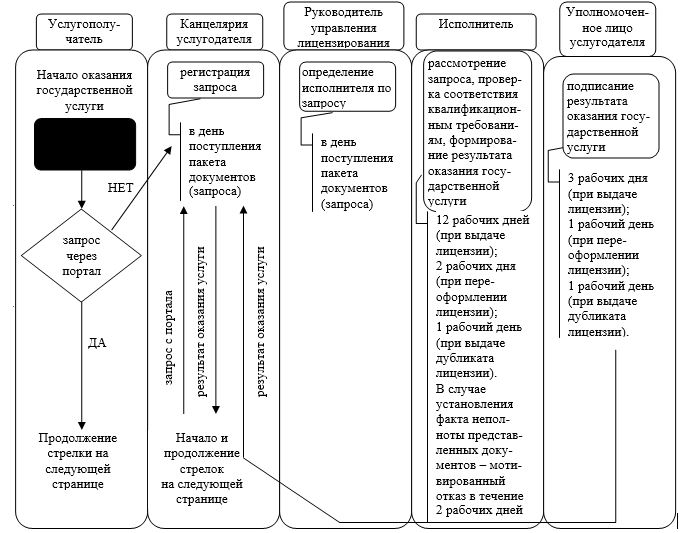 Услугополу-
чатель
Начало оказания
государственной
услуги
НЕТ
запрос
через
портал
ДА
Продолжение
стрелки на
следующей
странице
Канцелярия
услугодателя
регистрация
запроса
в день
поступления
пакета
документов
(запроса)
запрос с портала
результат оказания услуги
результат оказания услуги
Начало и
продолжение
стрелок
на следующей
странице
Руководитель
управления
лицензирования
определение
исполнителя по
запросу
в день
поступления
пакета
документов
(запроса)
Исполнитель
рассмотрение
запроса, провер-
ка соответствия
квалификацион-
ным требовани-
ям, формирова-
ние результата
оказания госу-
дарственной
услуги
12 рабочих дней
(при выдаче
лицензии);
2 рабочих дня
(при пере-
оформлении
лицензии);
1 рабочий день
(при выдаче
дубликата
лицензии).
В случае
установления
факта непол-
ноты представ-
ленных доку-
ментов – моти-
вированный
отказ в течение
2 рабочих дней
Уполномочен-
ное лицо
услугодателя
подписание
результата
оказания госу-
дарственной
услуги
3 рабочих дня
(при выдаче
лицензии);
1 рабочий день
(при пере-
оформлении
лицензии);
1 рабочий день
(при выдаче
дубликата
лицензии).